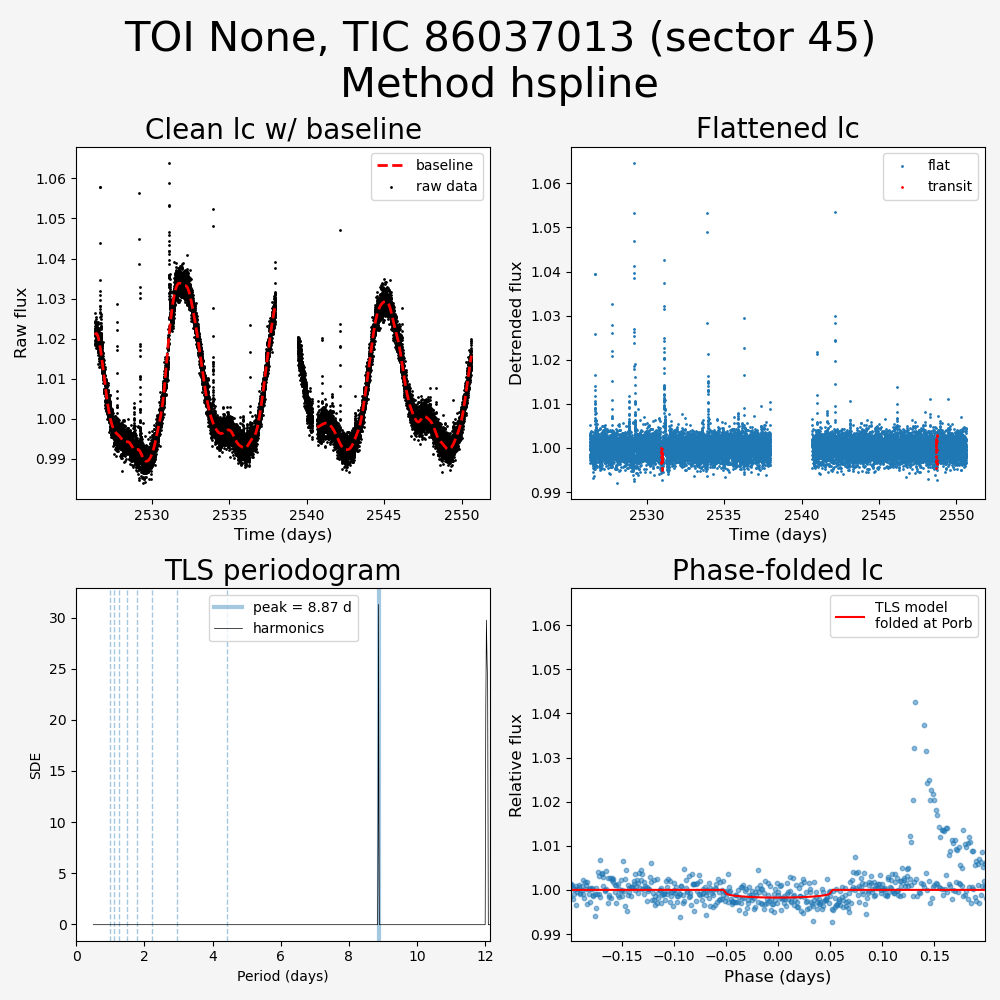 TOI None, TIC 86037013 (sector 45)
Method hspline
Clean lc w/ baseline
Flattened lc
baseline
raw data
flat
transit
Raw flux
1.06
1.05
1.04
1.03
1.02
1.01
1.00
0.99
2530
2535
2540
2545
2550
Time (days)
Detrended flux
1.06
1.05
1.04
1.03
1.02
1.01
1.00
0.99
2530
2535
2540
2545
2550
Time (days)
TLS periodogram
Phase-folded lc
peak = 8.87 d
harmonics
TLS model
folded at Porb
SDE
30
25
20
15
10
5
0
0
2
4
6
8
10
12
Period (days)
Relative flux
1.06
1.05
1.04
1.03
1.02
1.01
1.00
0.99
−0.15
−0.10
−0.05
0.00
0.05
0.10
0.15
Phase (days)